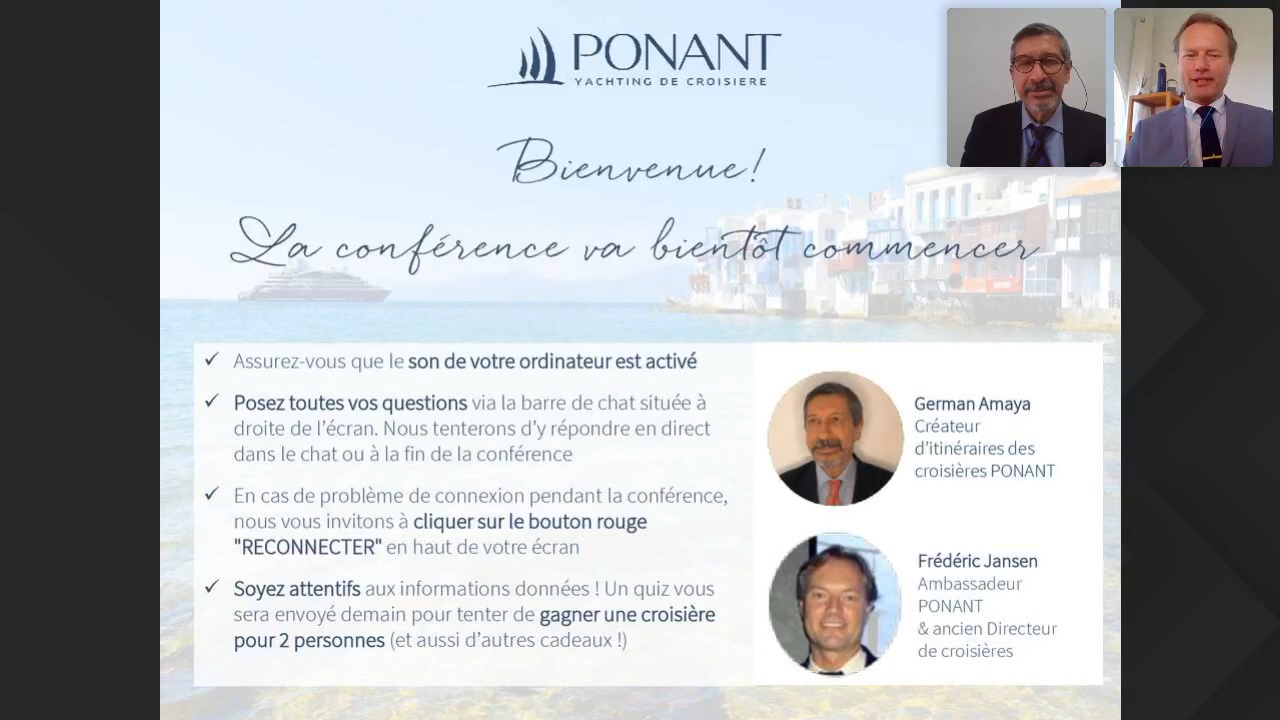 PONANT
YACHTING DE CROISIERE
Bienvenue!
La conférence va bientôt commencer
✓ Assurez-vous que le son de votre ordinateur est activé
✓ Posez toutes vos questions via la barre de chat située à
droite de l'écran. Nous tenterons d'y répondre en direct
dans le chat ou à la fin de la conférence
✓ En cas de problème de connexion pendant la conférence,
nous vous invitons à cliquer sur le bouton rouge
"RECONNECTER" en haut de votre écran
✓ Soyez attentifs aux informations données ! Un quiz vous
sera envoyé demain pour tenter de gagner une croisière
pour 2 personnes (et aussi d'autres cadeaux !)
German Amaya
Créateur
d'itinéraires des
croisières PONANT
Frédéric Jansen
Ambassadeur
PONANT
& ancien Directeur
de croisières